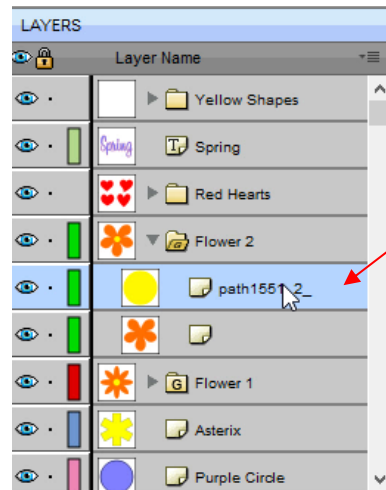 LAYERS
Layer Name
Yellow Shapes
Spring Spring
Red Hearts
G Flower 2
path1551_2_
G Flower 1
Asterix
Purple Circle